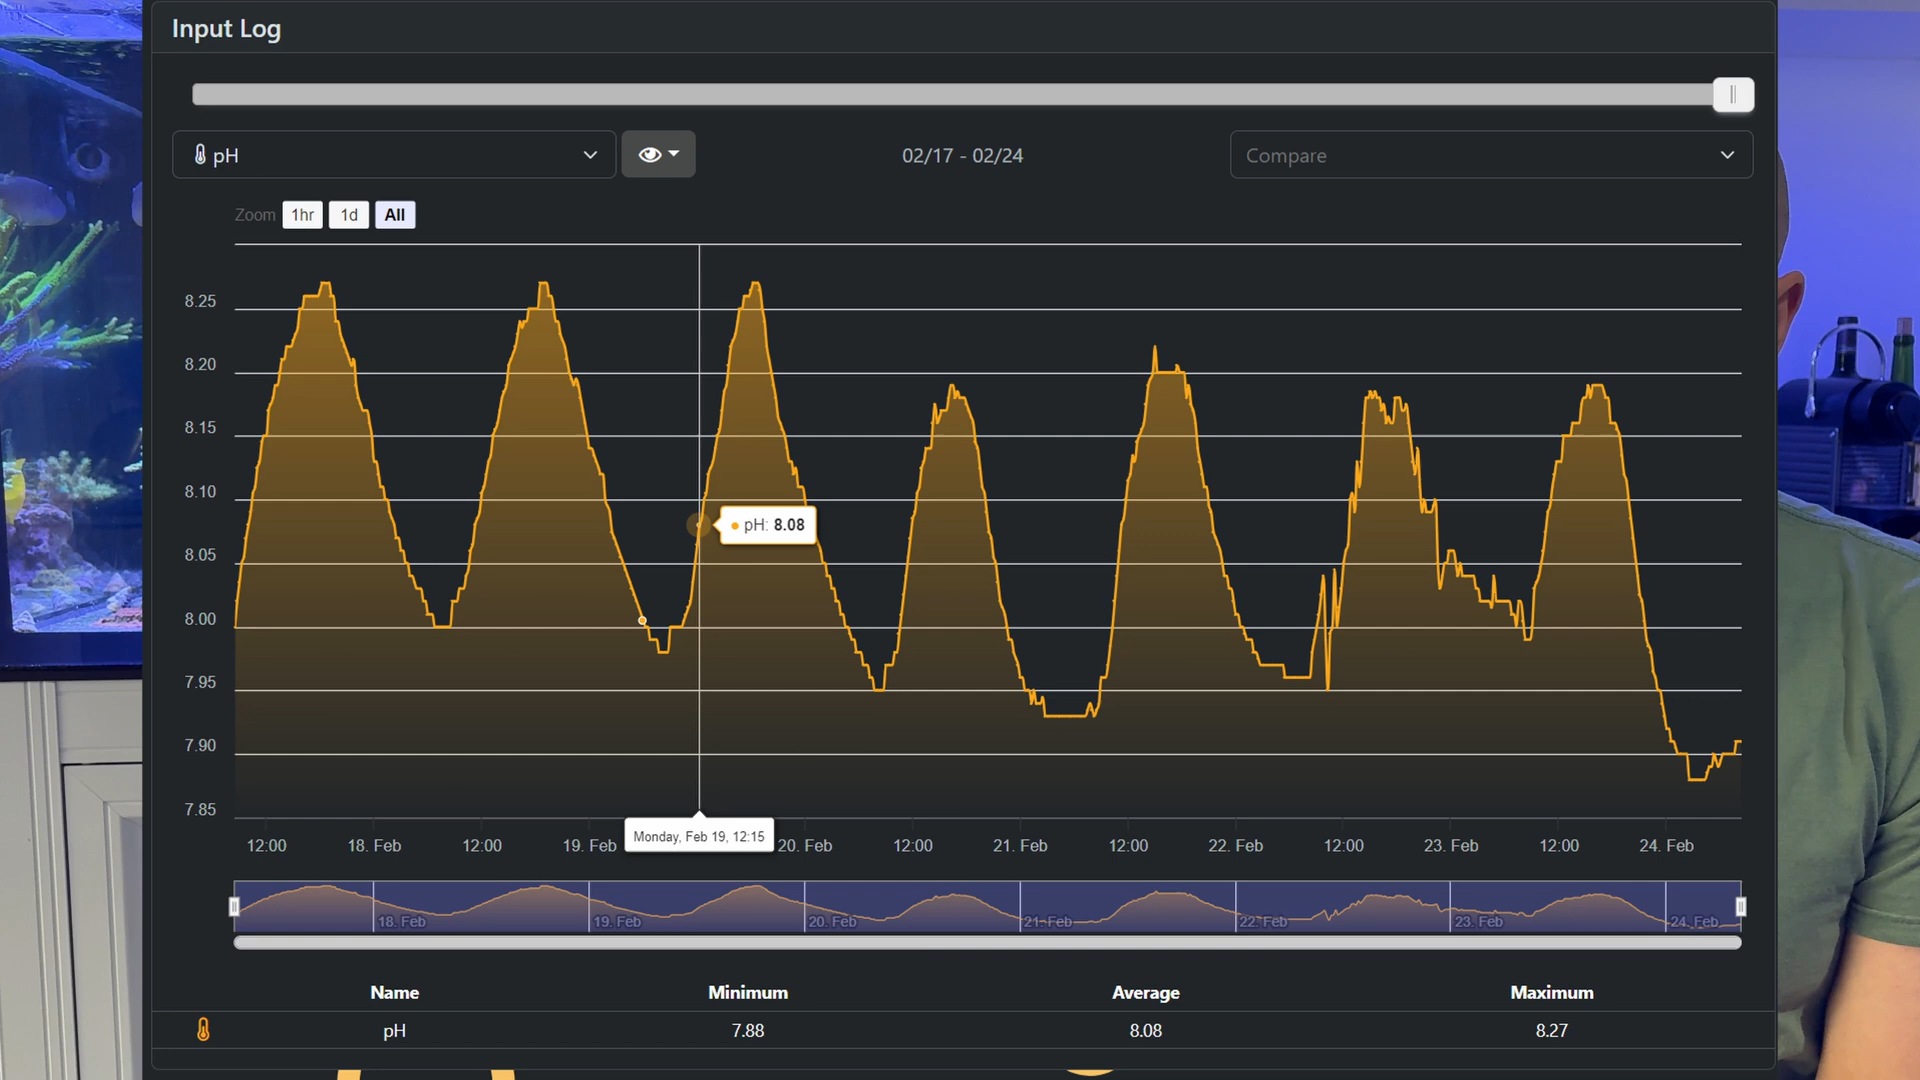 Input Log
pH
02/17 - 02/24
Compare
Zoom 1hr 1d All
8.25
8.20
8.15
8.10
pH: 8.08
8.05
8.00
7.95
7.90
7.85
Monday, Feb 19, 12:15
12:00 18. Feb 12:00 19. Feb 20. Feb 12:00 21. Feb 12:00 22. Feb 12:00 23. Feb 12:00 24. Feb
18. Feb 19. Feb 20. Feb 21. Feb 22. Feb 23. Feb 24. Feb
Name Minimum Average Maximum
pH 7.88 8.08 8.27